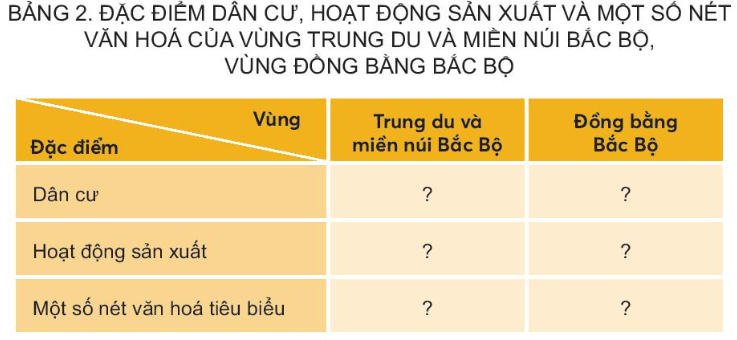 BẢNG 2. ĐẶC ĐIỂM DÂN CƯ, HOẠT ĐỘNG SẢN XUẤT VÀ MỘT SỐ NÉT
VĂN HOÁ CỦA VÙNG TRUNG DU VÀ MIỀN NÚI BẮC BỘ,
VÙNG ĐỒNG BẰNG BẮC BỘ
Vùng
Đặc điểm
Trung du và
miền núi Bắc Bộ
Đồng bằng
Bắc Bộ
Dân cư ? ?
Hoạt động sản xuất ? ?
Một số nét văn hoá tiêu biểu ? ?